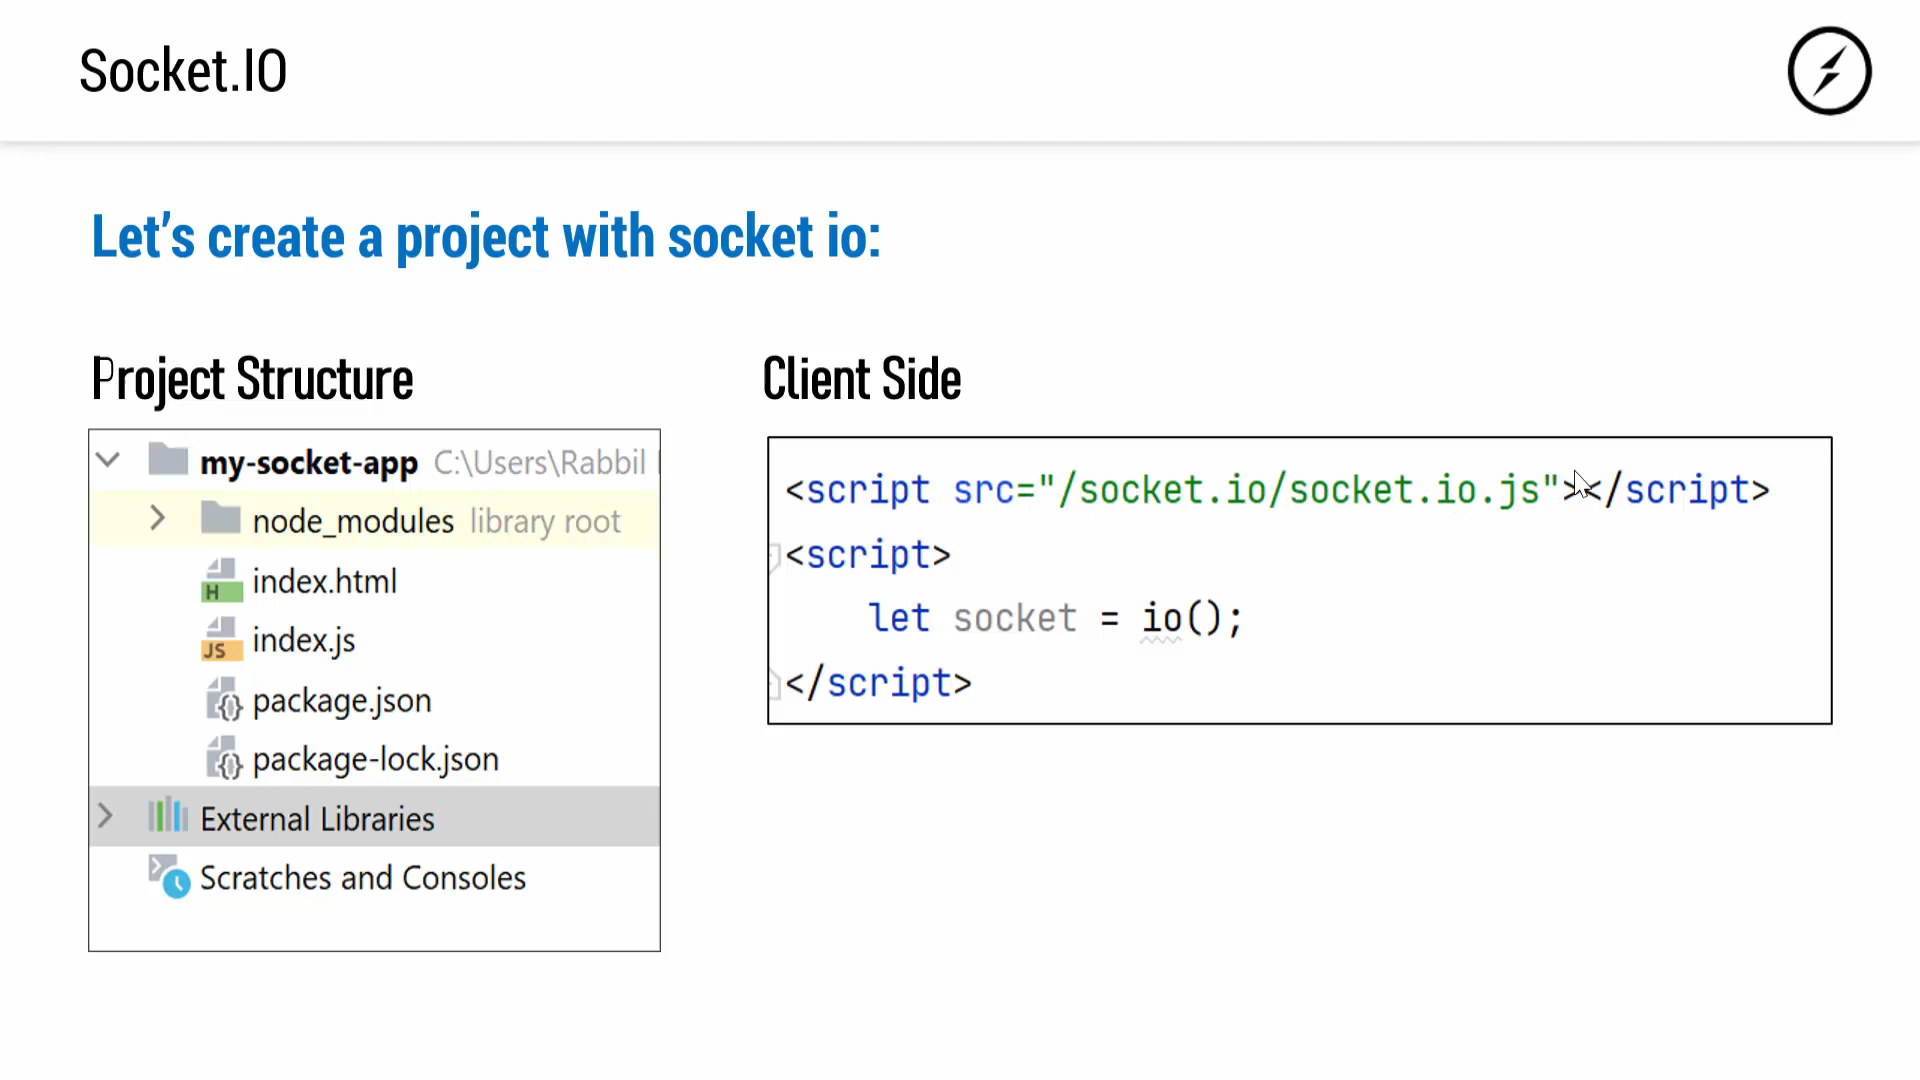 Socket.IO
Let's create a project with socket io:
Project Structure
my-socket-app C:\Users\Rabbil
node_modules library root
index.html
index.js
package.json
package-lock.json
External Libraries
Scratches and Consoles
Client Side
<script src="/socket.io/socket.io.js"></script>
<script>
let socket = io();
</script>